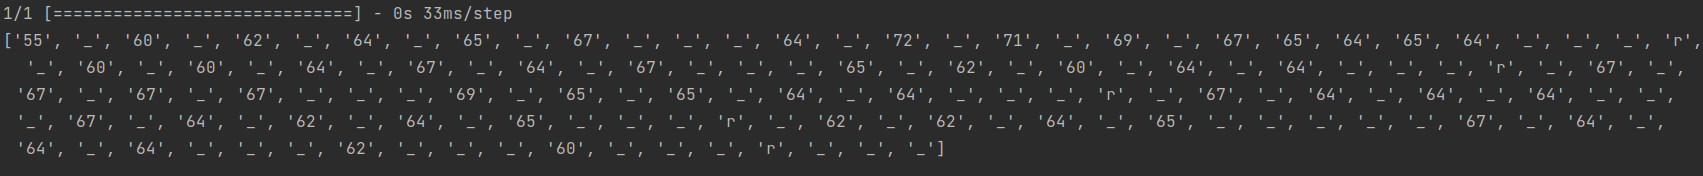 1/1 [==============================] - 0s 33ms/step
['55', '_', '60', '_', '62', '_', '64', '_', '65', '_', '67', '_', '_', '_', '64', '_', '72', '_', '71', '_', '69', '_', '67', '65', '64', '65', '64', '_', '_', '_', 'r',
'_', '60', '_', '60', '_', '64', '_', '67', '_', '64', '_', '67', '_', '_', '_', '65', '_', '62', '_', '60', '_', '64', '_', '64', '_', '_', '_', 'r', '_', '67', '_',
'67', '_', '67', '_', '67', '_', '_', '_', '69', '_', '65', '_', '65', '_', '64', '_', '64', '_', '_', '_', 'r', '_', '67', '_', '64', '_', '64', '_', '64', '_', '_',
'_', '67', '_', '64', '_', '62', '_', '64', '_', '65', '_', '_', '_', 'r', '_', '62', '_', '62', '_', '64', '_', '65', '_', '_', '_', '_', '_', '67', '_', '64', '_',
'64', '_', '64', '_', '_', '_', '62', '_', '_', '_', '60', '_', '_', '_', 'r', '_', '_', '_']